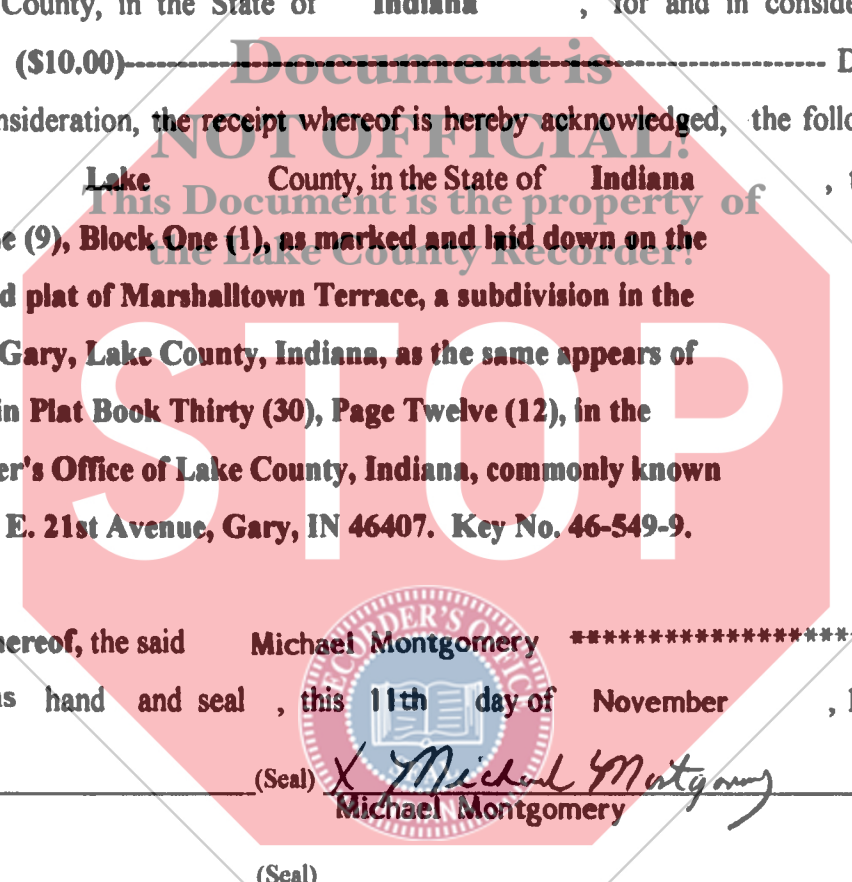 County, in the State of Indiana , for and in conside
($10.00)-------------------------------------------------------------------------- D
Document is
nsideration, the receipt whereof is hereby acknowledged, the follo
NOT OFFICIAL!
Lake County, in the State of Indiana ,
This Document is the property of
e (9), Block One (1), as marked and laid down on the
the Lake County Recorder!
d plat of Marshalltown Terrace, a subdivision in the
Gary, Lake County, Indiana, as the same appears of
STOP
in Plat Book Thirty (30), Page Twelve (12), in the
er's Office of Lake County, Indiana, commonly known
E. 21st Avenue, Gary, IN 46407. Key No. 46-549-9.
hereof, the said Michael Montgomery *********************
RECORDER'S OFFICE
as hand and seal , this 11th day of November ,
(Seal) X Michael Montgomery
Michael Montgomery
INDIANA
(Seal)